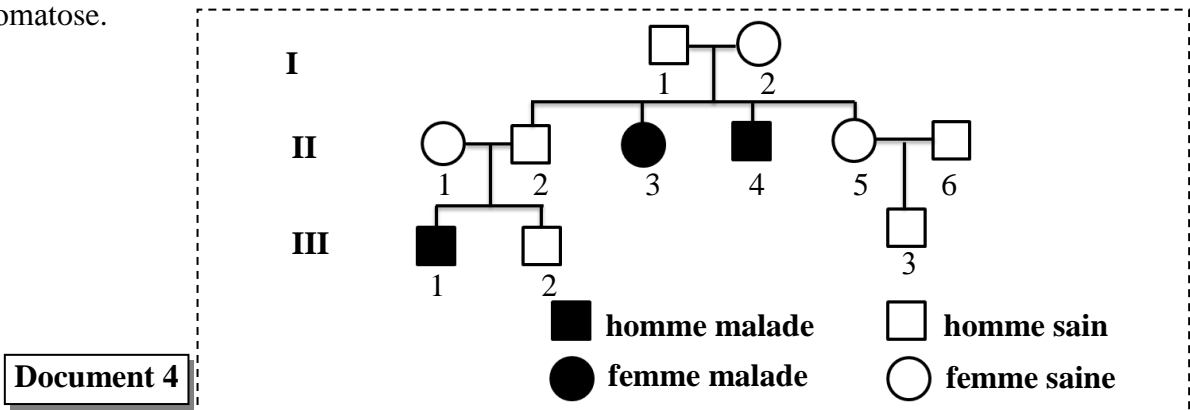 omatose.
I
1 2
II
1 2 3 4 5 6
III
1 2 3
homme malade homme sain
Document 4 femme malade femme saine